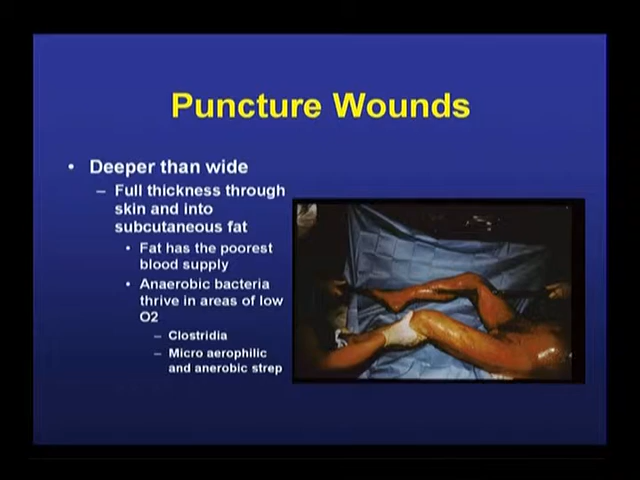 Puncture Wounds
• Deeper than wide
– Full thickness through
skin and into
subcutaneous fat
• Fat has the poorest
blood supply
• Anaerobic bacteria
thrive in areas of low
O2
– Clostridia
– Micro aerophilic
and anerobic strep